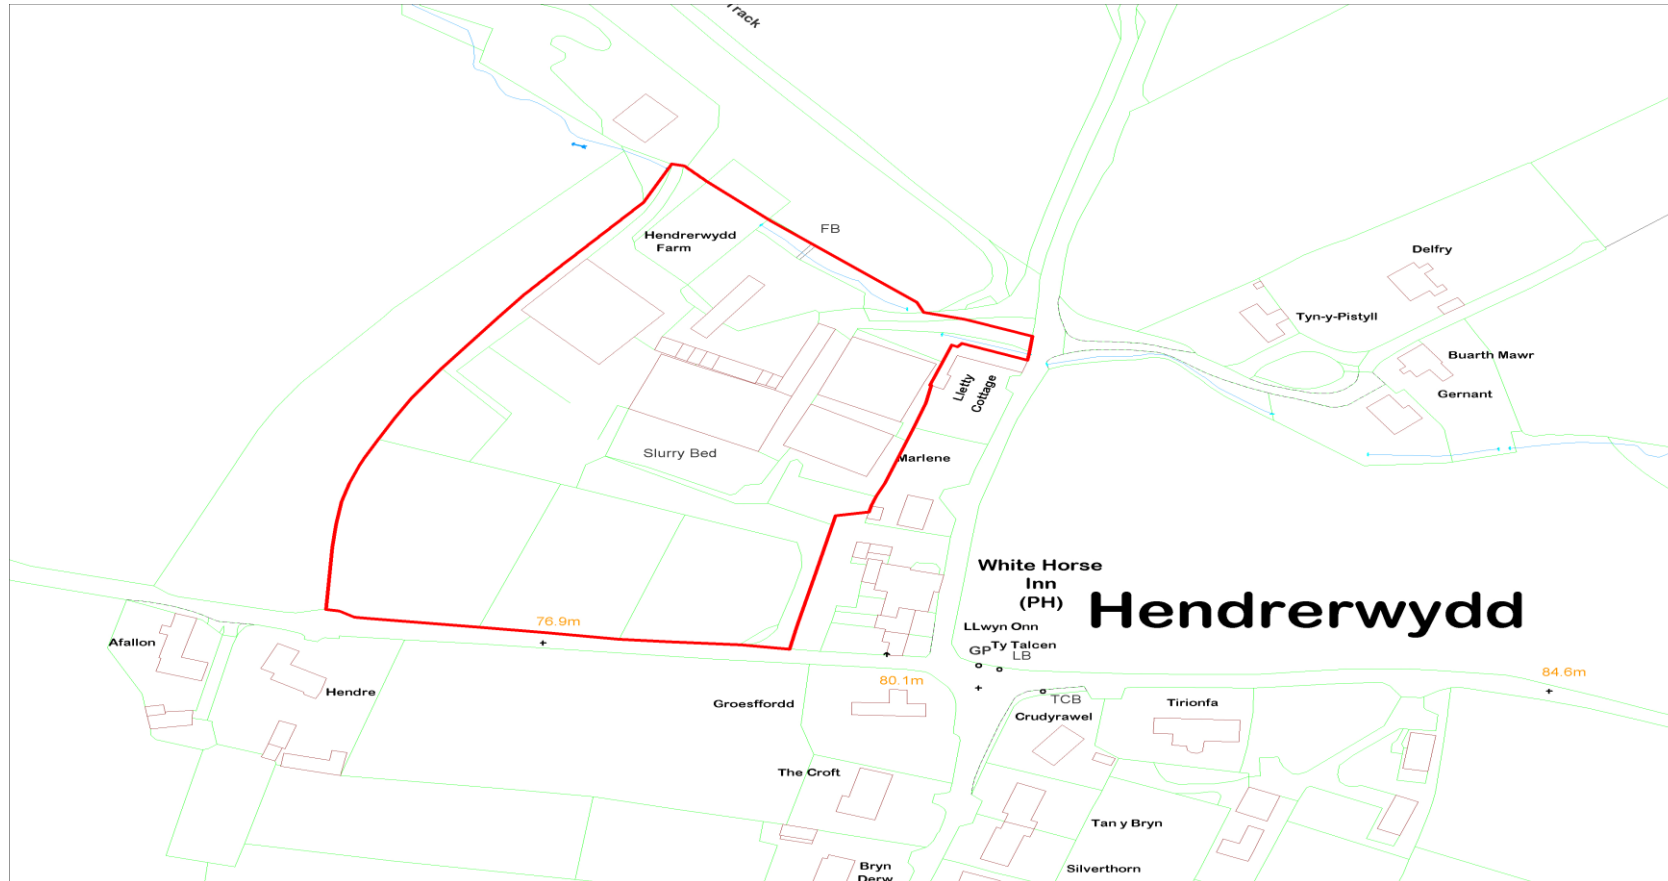 Track
FB
Hendrerwydd
Farm
Delfry
Tyn-y-Pistyll
Buarth Mawr
Gernant
Lletty
Cottage
Slurry Bed
Marlene
White Horse
Inn
(PH)
Hendrerwydd
76.9m
LLwyn Onn
Ty Talcen
GP
LB
Afallon
80.1m
84.6m
Hendre
Groesffordd
TCB
Tirionfa
Crudyrawel
The Croft
Tan y Bryn
Bryn
Derw
Silverthorn